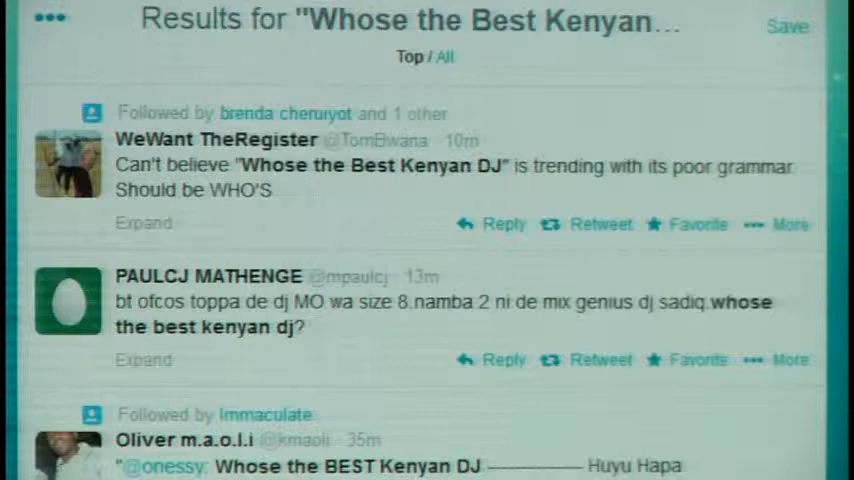 Results for "Whose the Best Kenyan...
Save
Top / All
Followed by brenda cheruiyot and 1 other
WeWant TheRegister @TomBwana 10m
Can't believe "Whose the Best Kenyan DJ" is trending with its poor grammar.
Should be WHO'S
Expand
Reply Retweet Favorite More
PAULCJ MATHENGE @mpaulcj 13m
bt ofcos toppa de dj MO wa size 8.namba 2 ni de mix genius dj sadiq.whose
the best kenyan dj?
Expand
Reply Retweet Favorite More
Followed by Immaculate
Oliver m.a.o.l.i @kmaoli 35m
"@onessy: Whose the BEST Kenyan DJ ————— Huyu Hapa